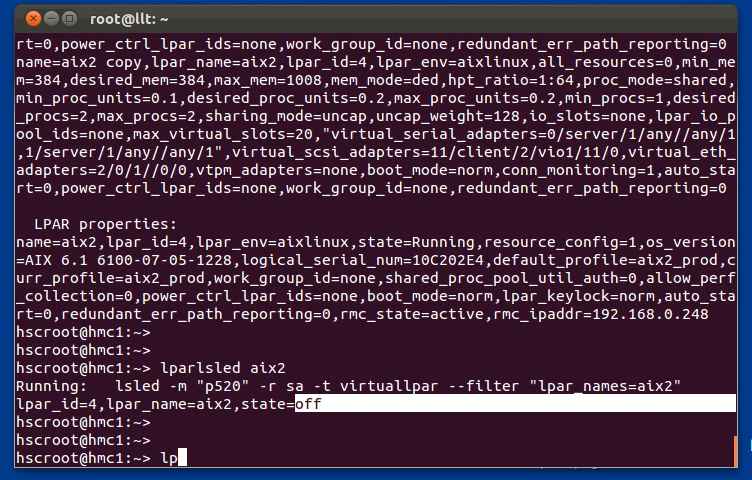 root@llt: ~
rt=0,power_ctrl_lpar_ids=none,work_group_id=none,redundant_err_path_reporting=0
name=aix2 copy,lpar_name=aix2,lpar_id=4,lpar_env=aixlinux,all_resources=0,min_me
m=384,desired_mem=384,max_mem=1008,mem_mode=ded,hpt_ratio=1:64,proc_mode=shared,
min_proc_units=0.1,desired_proc_units=0.2,max_proc_units=0.2,min_procs=1,desired
_procs=2,max_procs=2,sharing_mode=uncap,uncap_weight=128,io_slots=none,lpar_io_p
ool_ids=none,max_virtual_slots=20,"virtual_serial_adapters=0/server/1/any//any/1
,1/server/1/any//any/1",virtual_scsi_adapters=11/client/2/vio1/11/0,virtual_eth_
adapters=2/0/1//0/0,vtpm_adapters=none,boot_mode=norm,conn_monitoring=1,auto_sta
rt=0,power_ctrl_lpar_ids=none,work_group_id=none,redundant_err_path_reporting=0
LPAR properties:
name=aix2,lpar_id=4,lpar_env=aixlinux,state=Running,resource_config=1,os_version
=AIX 6.1 6100-07-05-1228,logical_serial_num=10C202E4,default_profile=aix2_prod,c
urr_profile=aix2_prod,work_group_id=none,shared_proc_pool_util_auth=0,allow_perf
_collection=0,power_ctrl_lpar_ids=none,boot_mode=norm,lpar_keylock=norm,auto_sta
rt=0,redundant_err_path_reporting=0,rmc_state=active,rmc_ipaddr=192.168.0.248
hscroot@hmc1:~>
hscroot@hmc1:~>
hscroot@hmc1:~> lparlsled aix2
Running:   lsled -m "p520" -r sa -t virtuallpar --filter "lpar_names=aix2"
lpar_id=4,lpar_name=aix2,state=off
hscroot@hmc1:~>
hscroot@hmc1:~>
hscroot@hmc1:~> lp